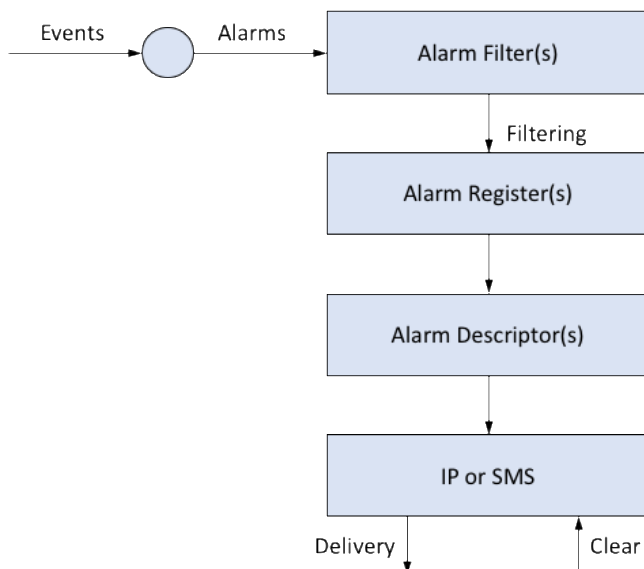 Events
Alarms
Alarm Filter(s)
Filtering
Alarm Register(s)
Alarm Descriptor(s)
IP or SMS
Delivery
Clear